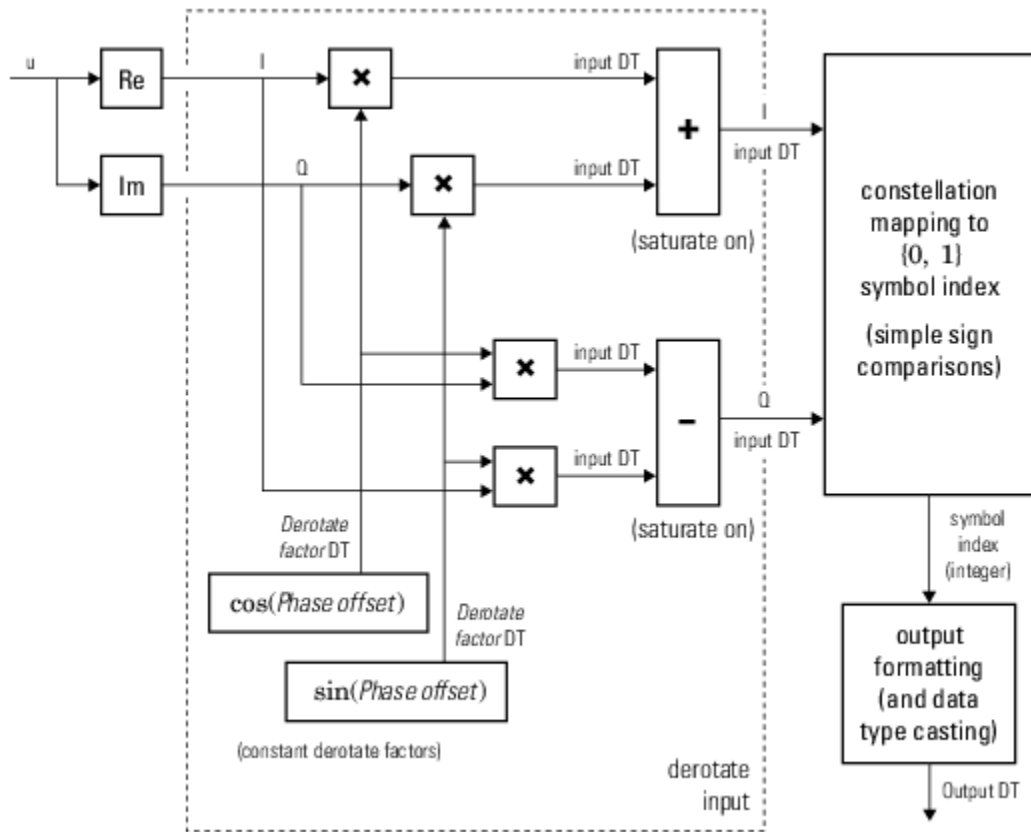 u
Re
I
×
input DT
+
I
input DT
Im
Q
×
input DT
(saturate on)
constellation
mapping to
{0, 1}
symbol index
(simple sign
comparisons)
×
input DT
−
Q
input DT
×
input DT
(saturate on)
Derotate
factor DT
cos(Phase offset)
Derotate
factor DT
sin(Phase offset)
(constant derotate factors)
derotate
input
symbol
index
(integer)
output
formatting
(and data
type casting)
Output DT